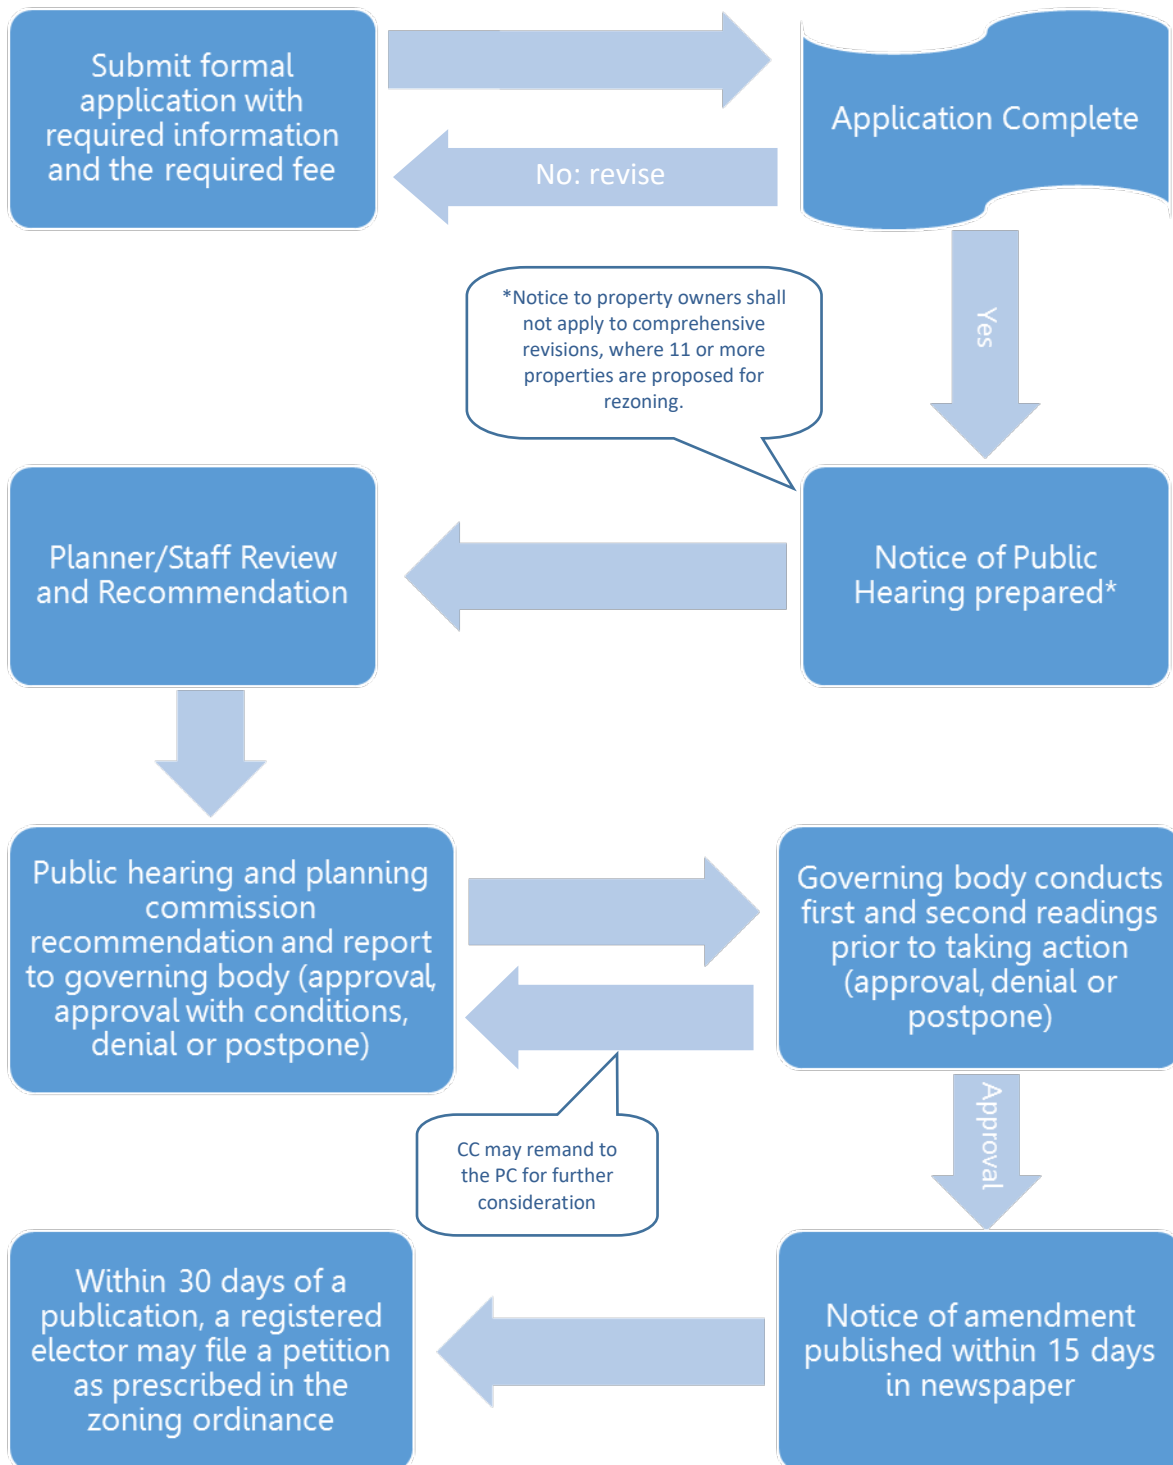 Submit formal
application with
required information
and the required fee
Application Complete
No: revise
Yes
*Notice to property owners shall
not apply to comprehensive
revisions, where 11 or more
properties are proposed for
rezoning.
Notice of Public
Hearing prepared*
Planner/Staff Review
and Recommendation
Public hearing and planning
commission
recommendation and report
to governing body (approval,
approval with conditions,
denial or postpone)
Governing body conducts
first and second readings
prior to taking action
(approval, denial or
postpone)
CC may remand to
the PC for further
consideration
Approval
Notice of amendment
published within 15 days
in newspaper
Within 30 days of a
publication, a registered
elector may file a petition
as prescribed in the
zoning ordinance